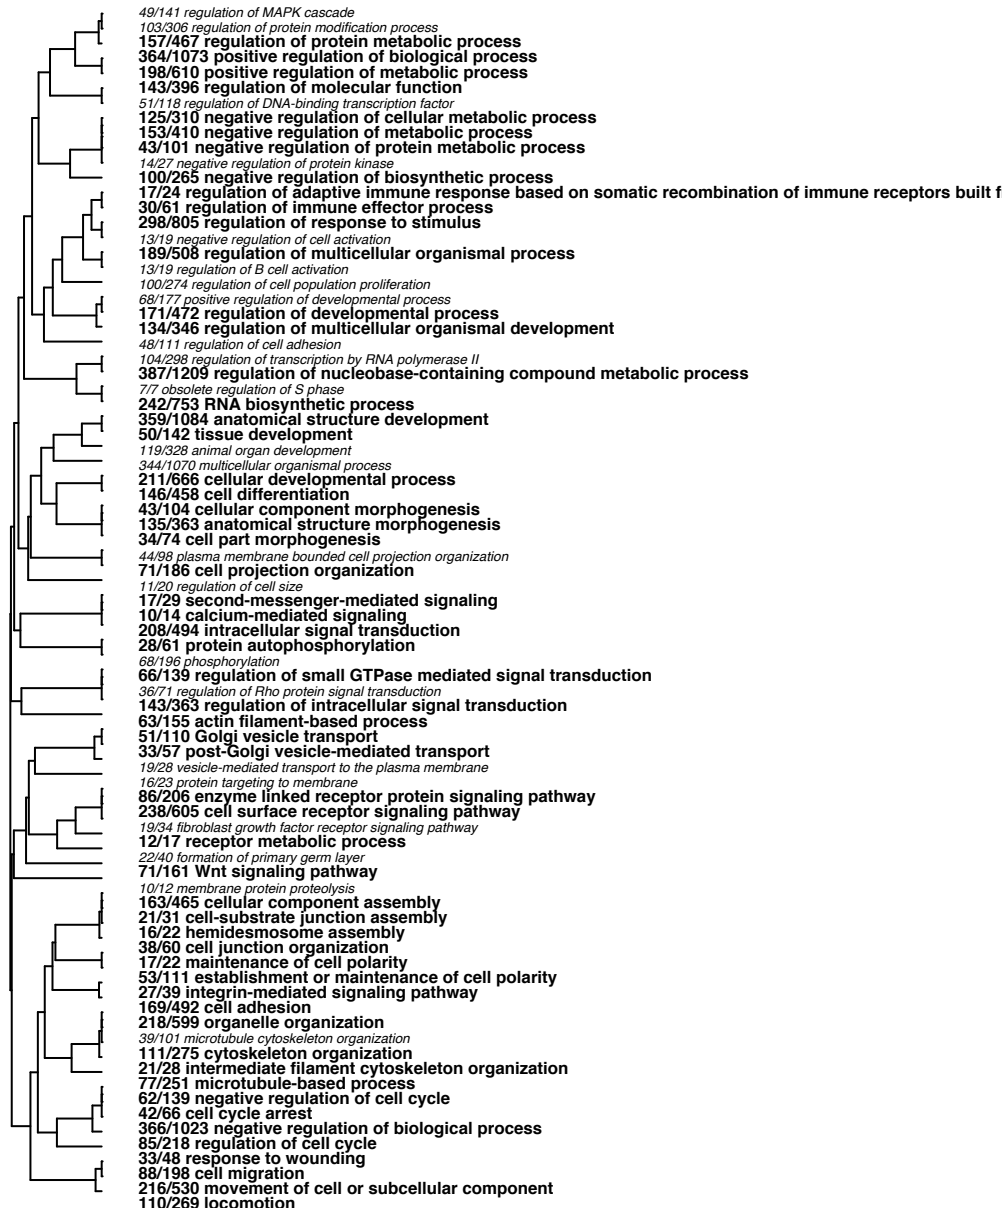 49/141 regulation of MAPK cascade
103/306 regulation of protein modification process
157/467 regulation of protein metabolic process
364/1073 positive regulation of biological process
198/610 positive regulation of metabolic process
143/396 regulation of molecular function
51/118 regulation of DNA-binding transcription factor
125/310 negative regulation of cellular metabolic process
153/410 negative regulation of metabolic process
43/101 negative regulation of protein metabolic process
14/27 negative regulation of protein kinase
100/265 negative regulation of biosynthetic process
17/24 regulation of adaptive immune response based on somatic recombination of immune receptors built f
30/61 regulation of immune effector process
298/805 regulation of response to stimulus
13/19 negative regulation of cell activation
189/508 regulation of multicellular organismal process
13/19 regulation of B cell activation
100/274 regulation of cell population proliferation
68/177 positive regulation of developmental process
171/472 regulation of developmental process
134/346 regulation of multicellular organismal development
48/111 regulation of cell adhesion
104/298 regulation of transcription by RNA polymerase II
387/1209 regulation of nucleobase-containing compound metabolic process
7/7 obsolete regulation of S phase
242/753 RNA biosynthetic process
359/1084 anatomical structure development
50/142 tissue development
119/328 animal organ development
344/1070 multicellular organismal process
211/666 cellular developmental process
146/458 cell differentiation
43/104 cellular component morphogenesis
135/363 anatomical structure morphogenesis
34/74 cell part morphogenesis
44/98 plasma membrane bounded cell projection organization
71/186 cell projection organization
11/20 regulation of cell size
17/29 second-messenger-mediated signaling
10/14 calcium-mediated signaling
208/494 intracellular signal transduction
28/61 protein autophosphorylation
68/196 phosphorylation
66/139 regulation of small GTPase mediated signal transduction
36/71 regulation of Rho protein signal transduction
143/363 regulation of intracellular signal transduction
63/155 actin filament-based process
51/110 Golgi vesicle transport
33/57 post-Golgi vesicle-mediated transport
19/28 vesicle-mediated transport to the plasma membrane
16/23 protein targeting to membrane
86/206 enzyme linked receptor protein signaling pathway
238/605 cell surface receptor signaling pathway
19/34 fibroblast growth factor receptor signaling pathway
12/17 receptor metabolic process
22/40 formation of primary germ layer
71/161 Wnt signaling pathway
10/12 membrane protein proteolysis
163/465 cellular component assembly
21/31 cell-substrate junction assembly
16/22 hemidesmosome assembly
38/60 cell junction organization
17/22 maintenance of cell polarity
53/111 establishment or maintenance of cell polarity
27/39 integrin-mediated signaling pathway
169/492 cell adhesion
218/599 organelle organization
39/101 microtubule cytoskeleton organization
111/275 cytoskeleton organization
21/28 intermediate filament cytoskeleton organization
77/251 microtubule-based process
62/139 negative regulation of cell cycle
42/66 cell cycle arrest
366/1023 negative regulation of biological process
85/218 regulation of cell cycle
33/48 response to wounding
88/198 cell migration
216/530 movement of cell or subcellular component
110/269 locomotion